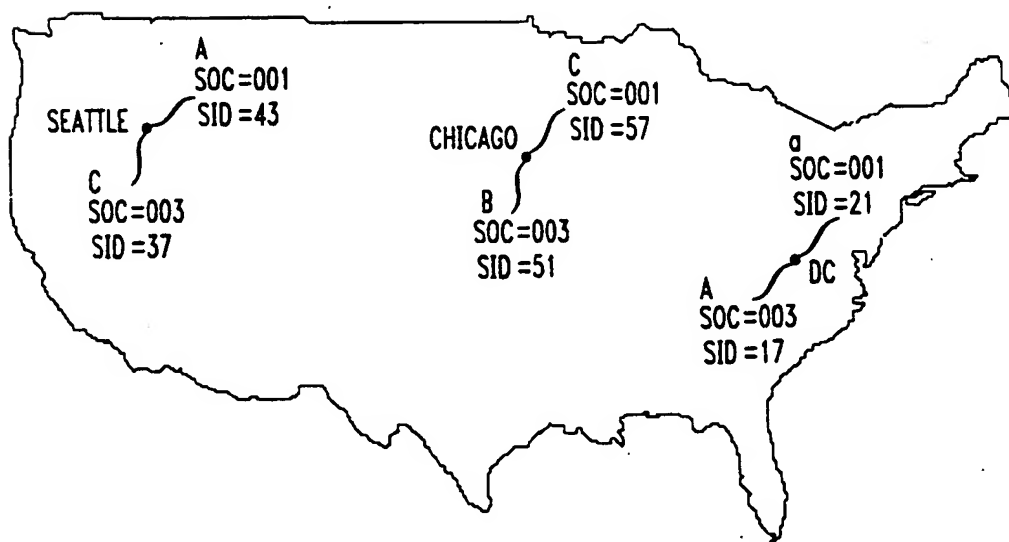 A
SOC=001
SID=43
SEATTLE
C
SOC=003
SID=37
C
SOC=001
SID=57
CHICAGO
B
SOC=003
SID=51
a
SOC=001
SID=21
DC
A
SOC=003
SID=17